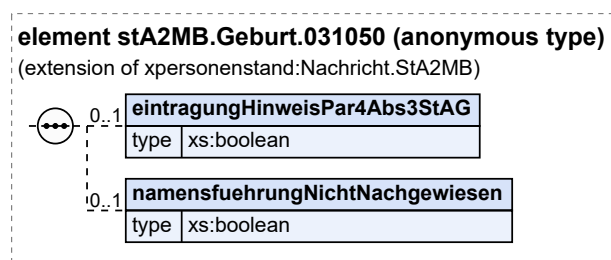 element stA2MB.Geburt.031050 (anonymous type)
(extension of xpersonenstand:Nachricht.StA2MB)
0..1 eintragungHinweisPar4Abs3StAG
type xs:boolean
0..1 namensfuehrungNichtNachgewiesen
type xs:boolean